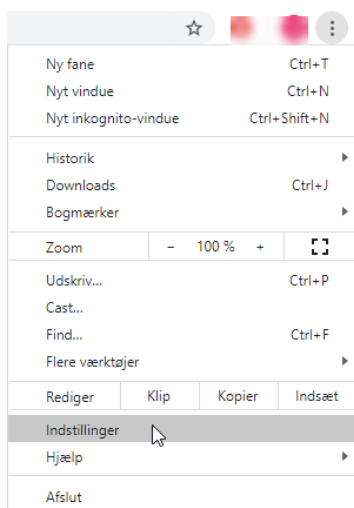 Ny fane Ctrl+T
Nyt vindue Ctrl+N
Nyt inkognito-vindue Ctrl+Shift+N
Historik
Downloads Ctrl+J
Bogmærker
Zoom - 100 % +
Udskriv... Ctrl+P
Cast...
Find... Ctrl+F
Flere værktøjer
Rediger Klip Kopier Indsæt
Indstillinger
Hjælp
Afslut